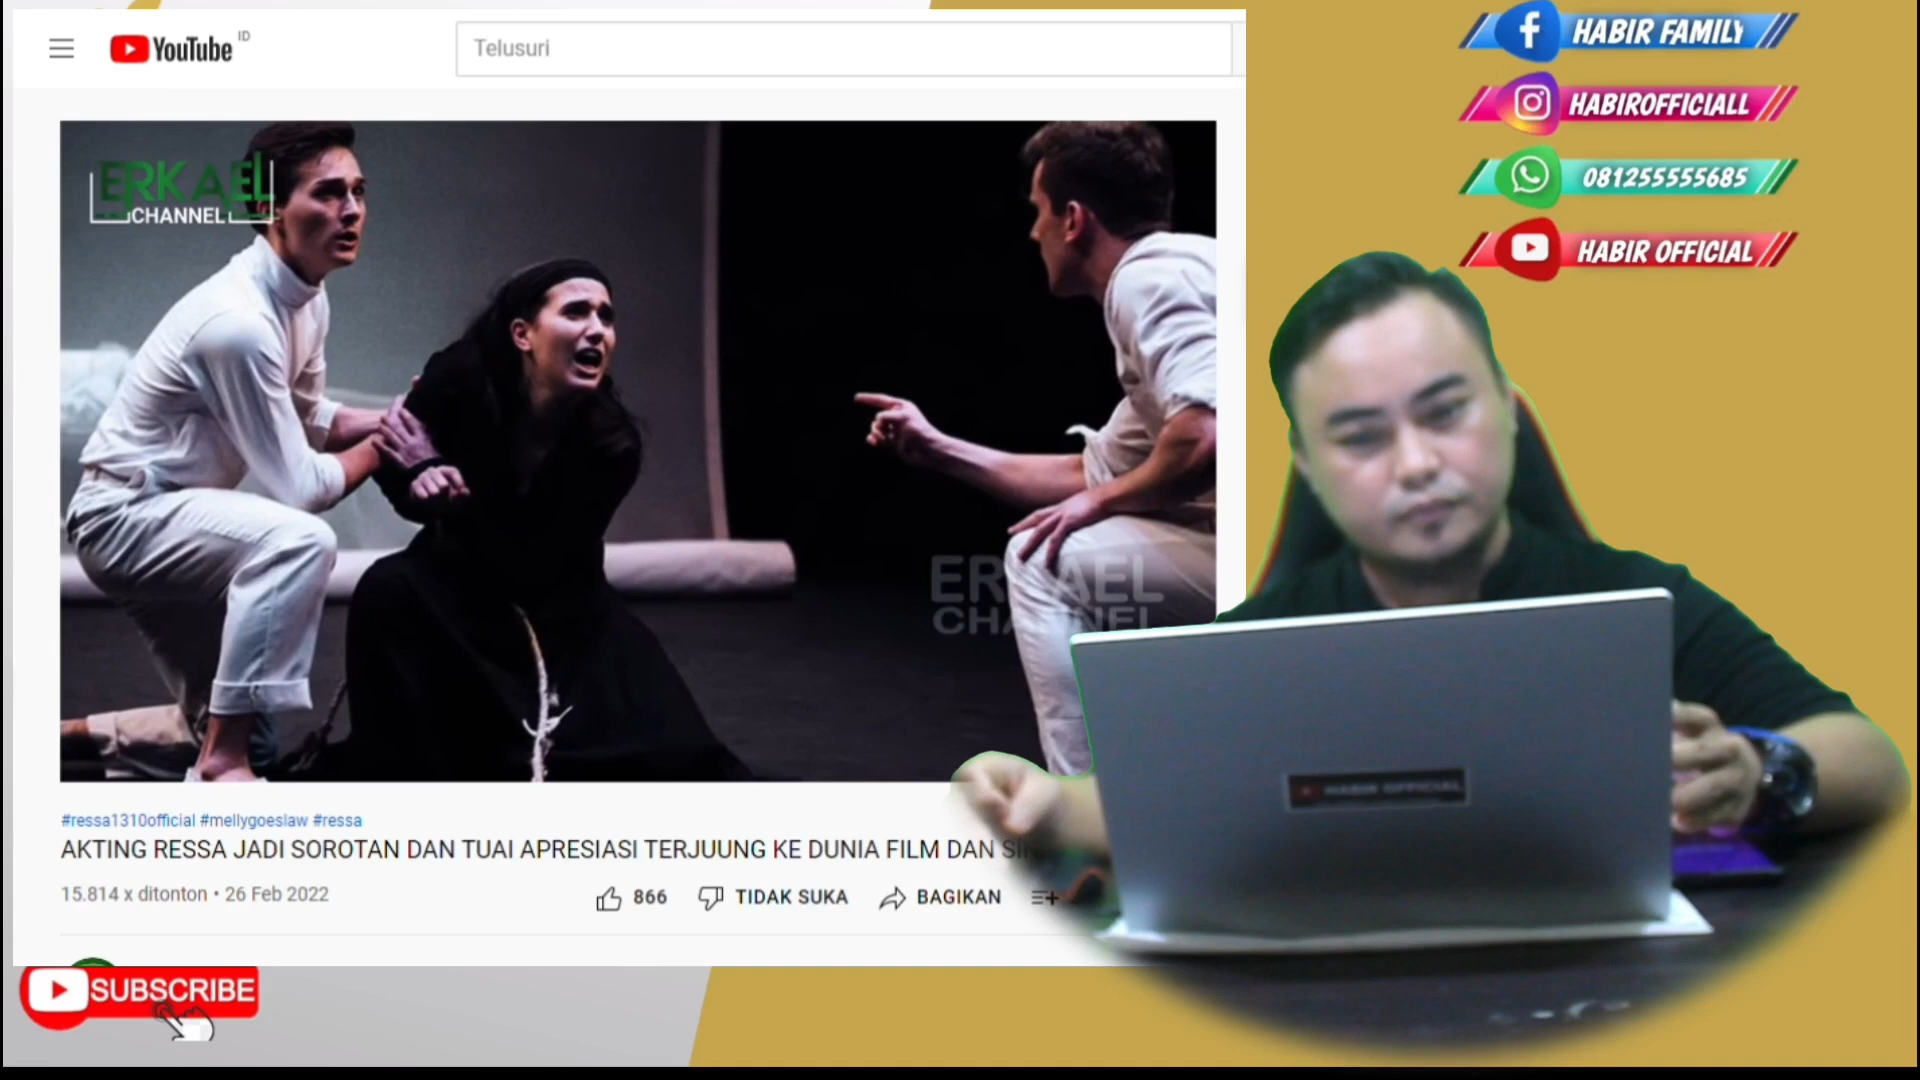 YouTube ID
Telusuri
ERKAEL
CHANNEL
ERKAEL
CHANNEL
#ressa1310official #mellygoeslaw #ressa
AKTING RESSA JADI SOROTAN DAN TUAI APRESIASI TERJUUNG KE DUNIA FILM DAN
15.814 x ditonton • 26 Feb 2022
866
TIDAK SUKA
BAGIKAN
SUBSCRIBE
HABIR FAMILY
HABIROFFICIALL
081255555685
HABIR OFFICIAL
HABIR OFFICIAL